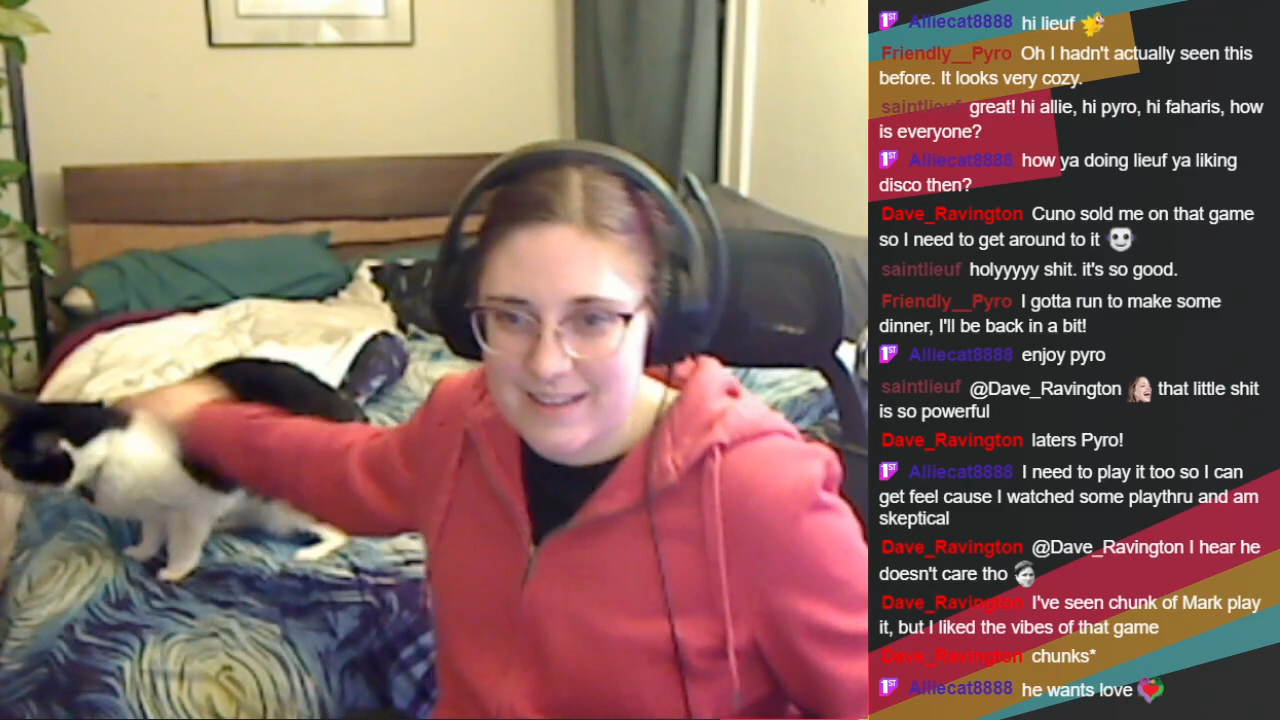 1ST Alliecat8888 hi lieuf
Friendly__Pyro Oh I hadn't actually seen this
before. It looks very cozy.
saintlieuf great! hi allie, hi pyro, hi faharis, how
is everyone?
1ST Alliecat8888 how ya doing lieuf ya liking
disco then?
Dave_Ravington Cuno sold me on that game
so I need to get around to it
saintlieuf holyyyyy shit. it's so good.
Friendly__Pyro I gotta run to make some
dinner, I'll be back in a bit!
1ST Alliecat8888 enjoy pyro
saintlieuf @Dave_Ravington that little shit
is so powerful
Dave_Ravington laters Pyro!
1ST Alliecat8888 I need to play it too so I can
get feel cause I watched some playthru and am
skeptical
Dave_Ravington @Dave_Ravington I hear he
doesn't care tho
Dave_Ravington I've seen chunk of Mark play
it, but I liked the vibes of that game
Dave_Ravington chunks*
1ST Alliecat8888 he wants love